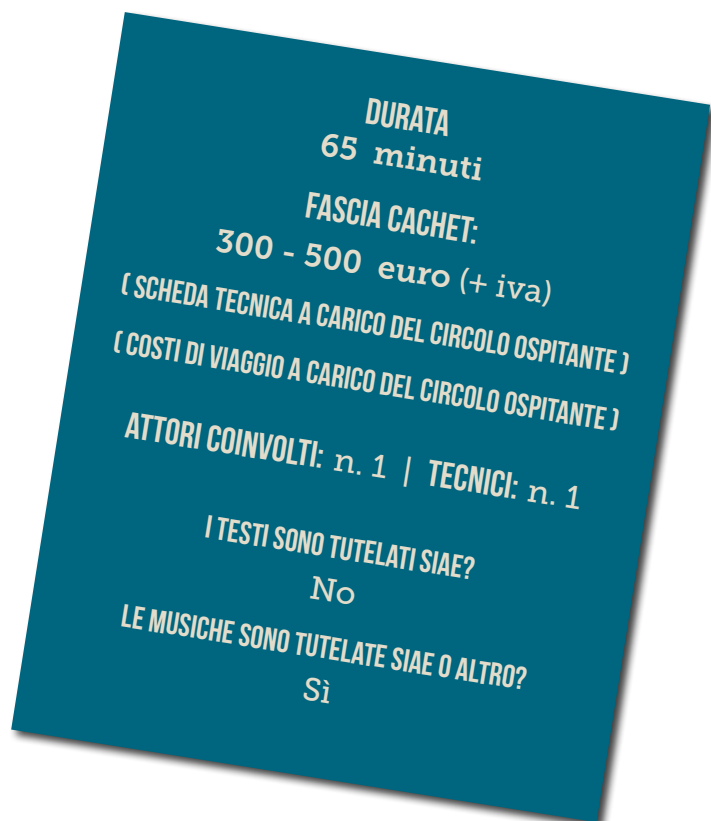 DURATA
65 minuti
FASCIA CACHET:
300 - 500 euro (+ iva)
( SCHEDA TECNICA A CARICO DEL CIRCOLO OSPITANTE )
( COSTI DI VIAGGIO A CARICO DEL CIRCOLO OSPITANTE )
ATTORI COINVOLTI: n. 1 | TECNICI: n. 1
I TESTI SONO TUTELATI SIAE?
No
LE MUSICHE SONO TUTELATE SIAE O ALTRO?
Sì